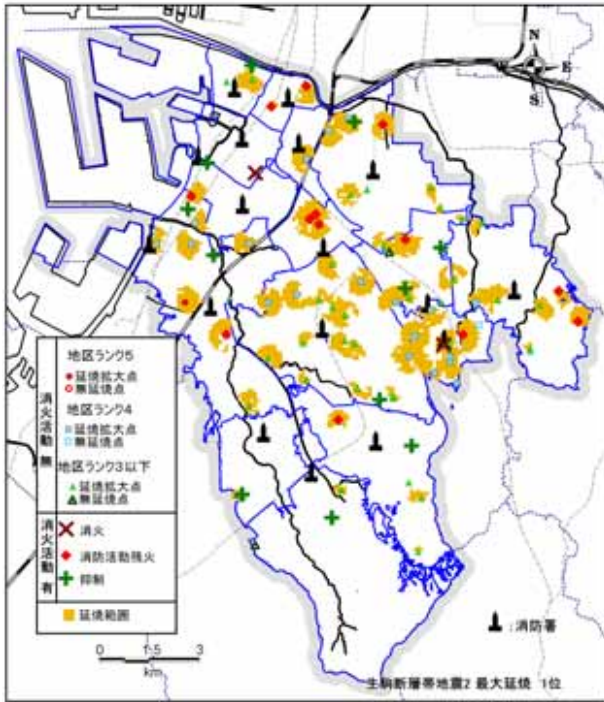 N
W E
S
消火活動 無
地区ランク5
延焼拡大点
無延焼点
地区ランク4
延焼拡大点
無延焼点
地区ランク3以下
延焼拡大点
無延焼点
消火活動 有
消火
消防活動残火
抑制
延焼範囲
0 1.5 3
km
:消防署
生駒断層帯地震2 最大延焼 1位